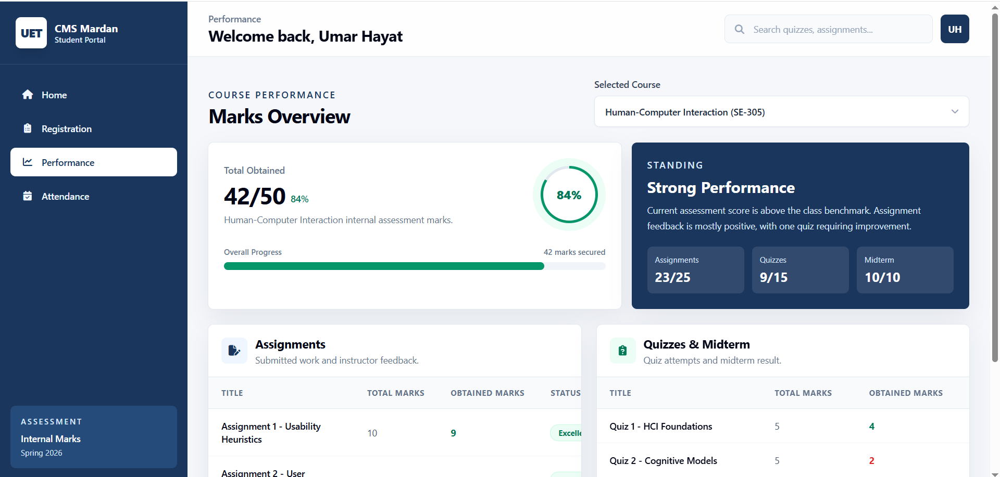 UET
CMS Mardan
Student Portal
Home
Registration
Performance
Attendance
ASSESSMENT
Internal Marks
Spring 2026
Performance
Welcome back, Umar Hayat
Search quizzes, assignments...
UH
COURSE PERFORMANCE
Marks Overview
Selected Course
Human-Computer Interaction (SE-305)
Total Obtained
42/50 84%
Human-Computer Interaction internal assessment marks.
84%
Overall Progress
42 marks secured
STANDING
Strong Performance
Current assessment score is above the class benchmark. Assignment
feedback is mostly positive, with one quiz requiring improvement.
Assignments
23/25
Quizzes
9/15
Midterm
10/10
Assignments
Submitted work and instructor feedback.
TITLE TOTAL MARKS OBTAINED MARKS STATUS
Assignment 1 - Usability
Heuristics
10 9 Excelle
Assignment 2 - User
Quizzes & Midterm
Quiz attempts and midterm result.
TITLE TOTAL MARKS OBTAINED MARKS
Quiz 1 - HCI Foundations 5 4
Quiz 2 - Cognitive Models 5 2